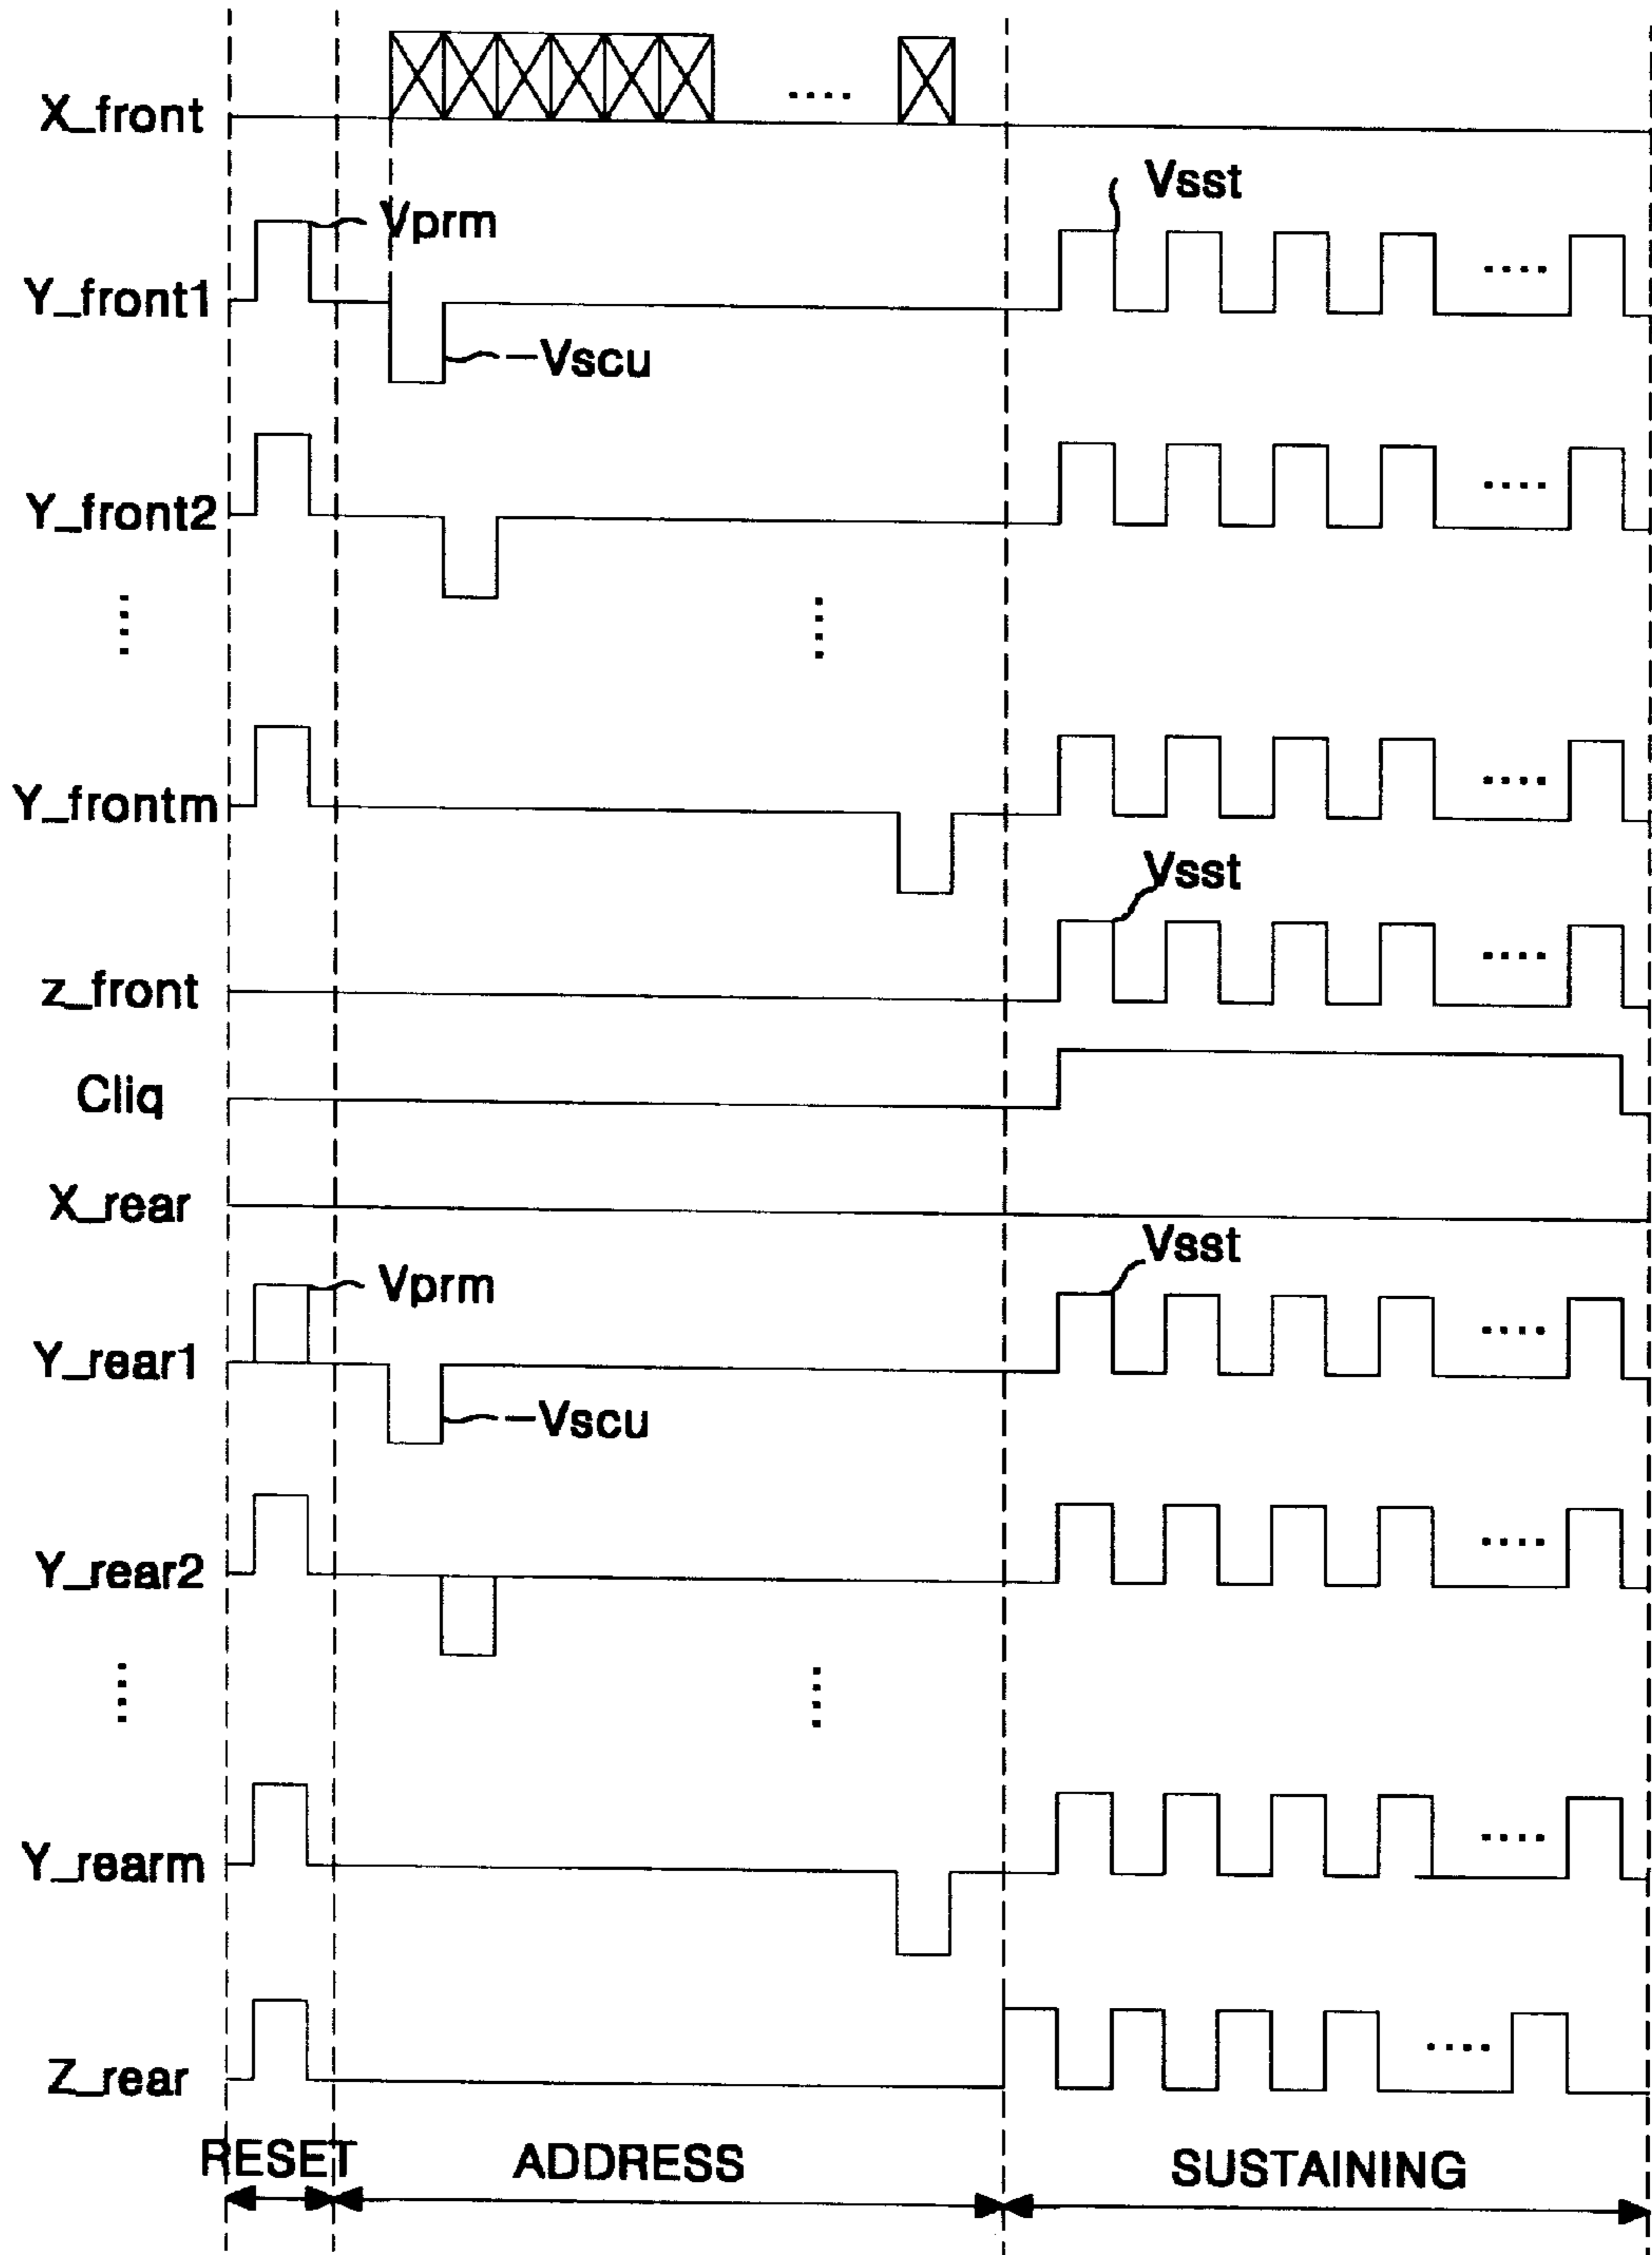 X_front
....
Vsst
Vprm
Y_front1
....
—Vscu
Y_front2
....
....
....
Y_frontm
....
Vsst
z_front
....
Cliq
X_rear
Vsst
Vprm
Y_rear1
....
—Vscu
Y_rear2
....
....
....
Y_rearm
....
Z_rear
....
RESET
ADDRESS
SUSTAINING